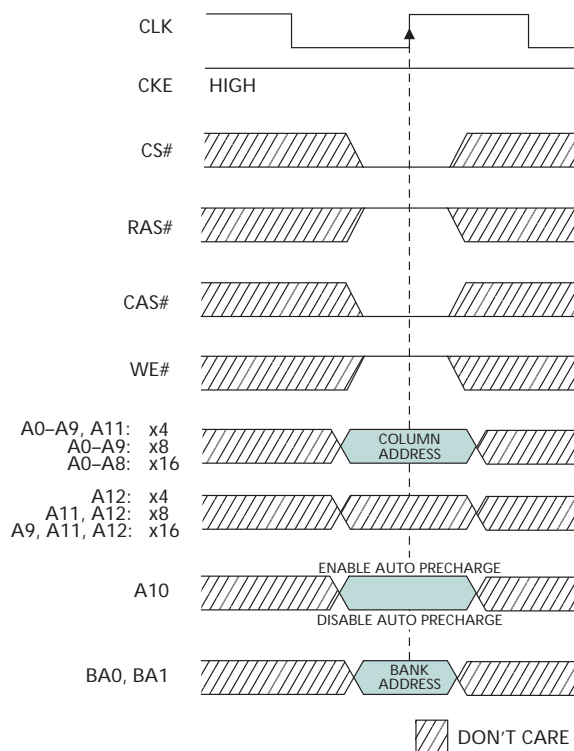 CLK
CKE HIGH
CS#
RAS#
CAS#
WE#
A0–A9, A11: x4
A0–A9: x8
A0–A8: x16
COLUMN
ADDRESS
A12: x4
A11, A12: x8
A9, A11, A12: x16
ENABLE AUTO PRECHARGE
A10
DISABLE AUTO PRECHARGE
BA0, BA1
BANK
ADDRESS
DON'T CARE